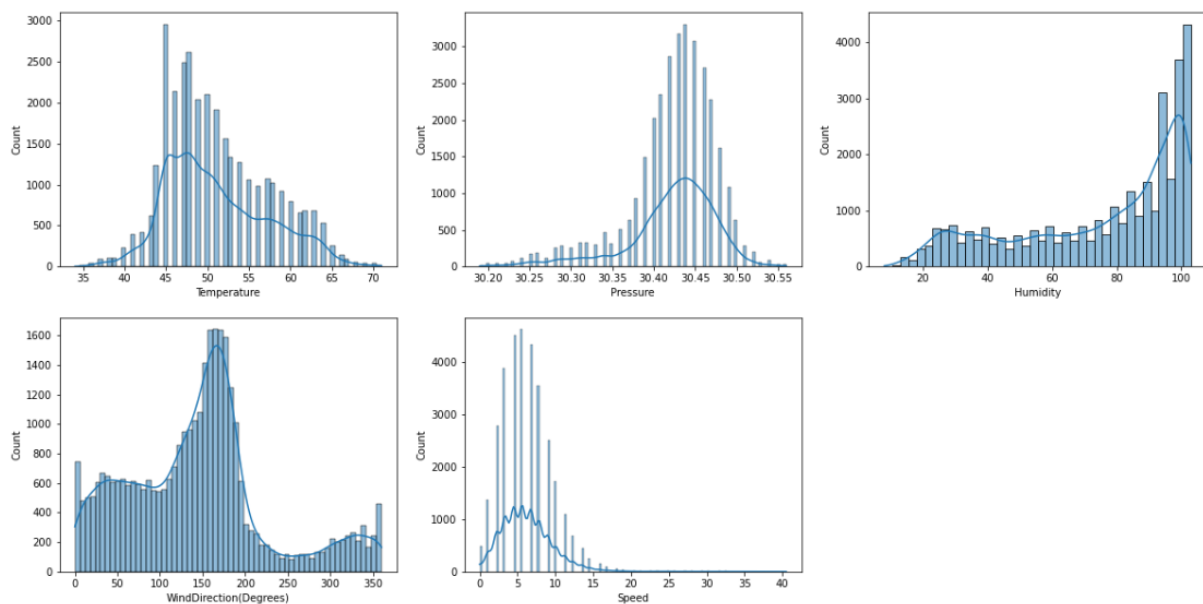 3000
2500
2000
1500
1000
500
0
Count
35 40 45 50 55 60 65 70
Temperature
3000
2500
2000
1500
1000
500
0
Count
30.20 30.25 30.30 30.35 30.40 30.45 30.50 30.55
Pressure
4000
3000
2000
1000
0
Count
20 40 60 80 100
Humidity
1600
1400
1200
1000
800
600
400
200
0
Count
0 50 100 150 200 250 300 350
WindDirection(Degrees)
4000
3000
2000
1000
0
Count
0 5 10 15 20 25 30 35 40
Speed